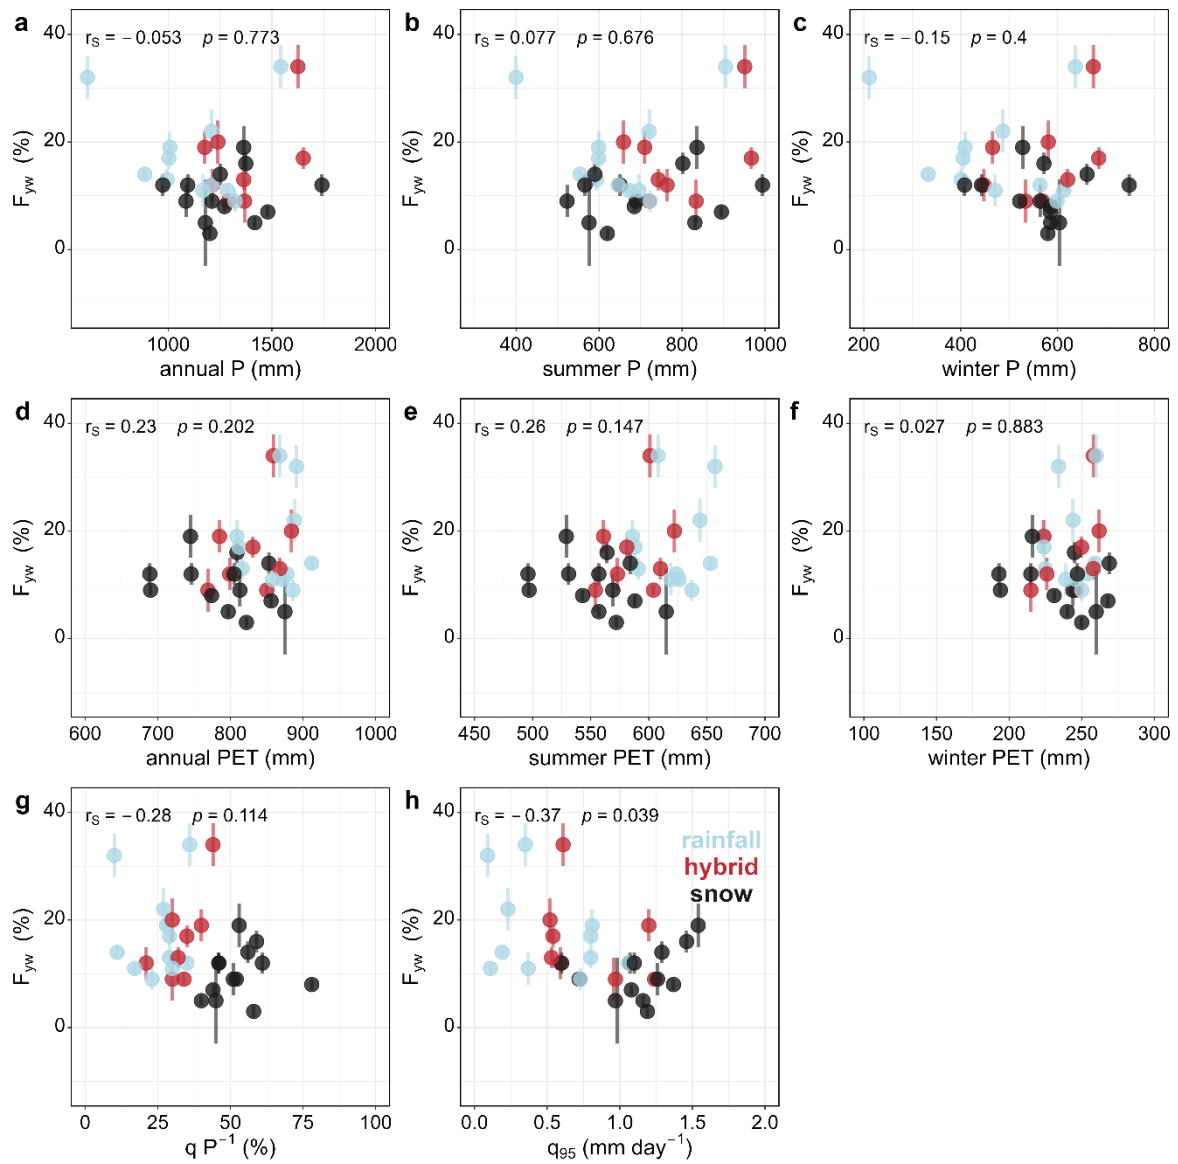 a
r_S = −0.053 p = 0.773
40
20
0
F_yw (%)
1000 1500 2000
annual P (mm)
b
r_S = 0.077 p = 0.676
40
20
0
F_yw (%)
400 600 800 1000
summer P (mm)
c
r_S = −0.15 p = 0.4
40
20
0
F_yw (%)
200 400 600 800
winter P (mm)
d
r_S = 0.23 p = 0.202
40
20
0
F_yw (%)
600 700 800 900 1000
annual PET (mm)
e
r_S = 0.26 p = 0.147
40
20
0
F_yw (%)
450 500 550 600 650 700
summer PET (mm)
f
r_S = 0.027 p = 0.883
40
20
0
F_yw (%)
100 150 200 250 300
winter PET (mm)
g
r_S = −0.28 p = 0.114
40
20
0
F_yw (%)
0 25 50 75 100
q P⁻¹ (%)
h
r_S = −0.37 p = 0.039
rainfall
hybrid
snow
40
20
0
F_yw (%)
0.0 0.5 1.0 1.5 2.0
q_95 (mm day⁻¹)